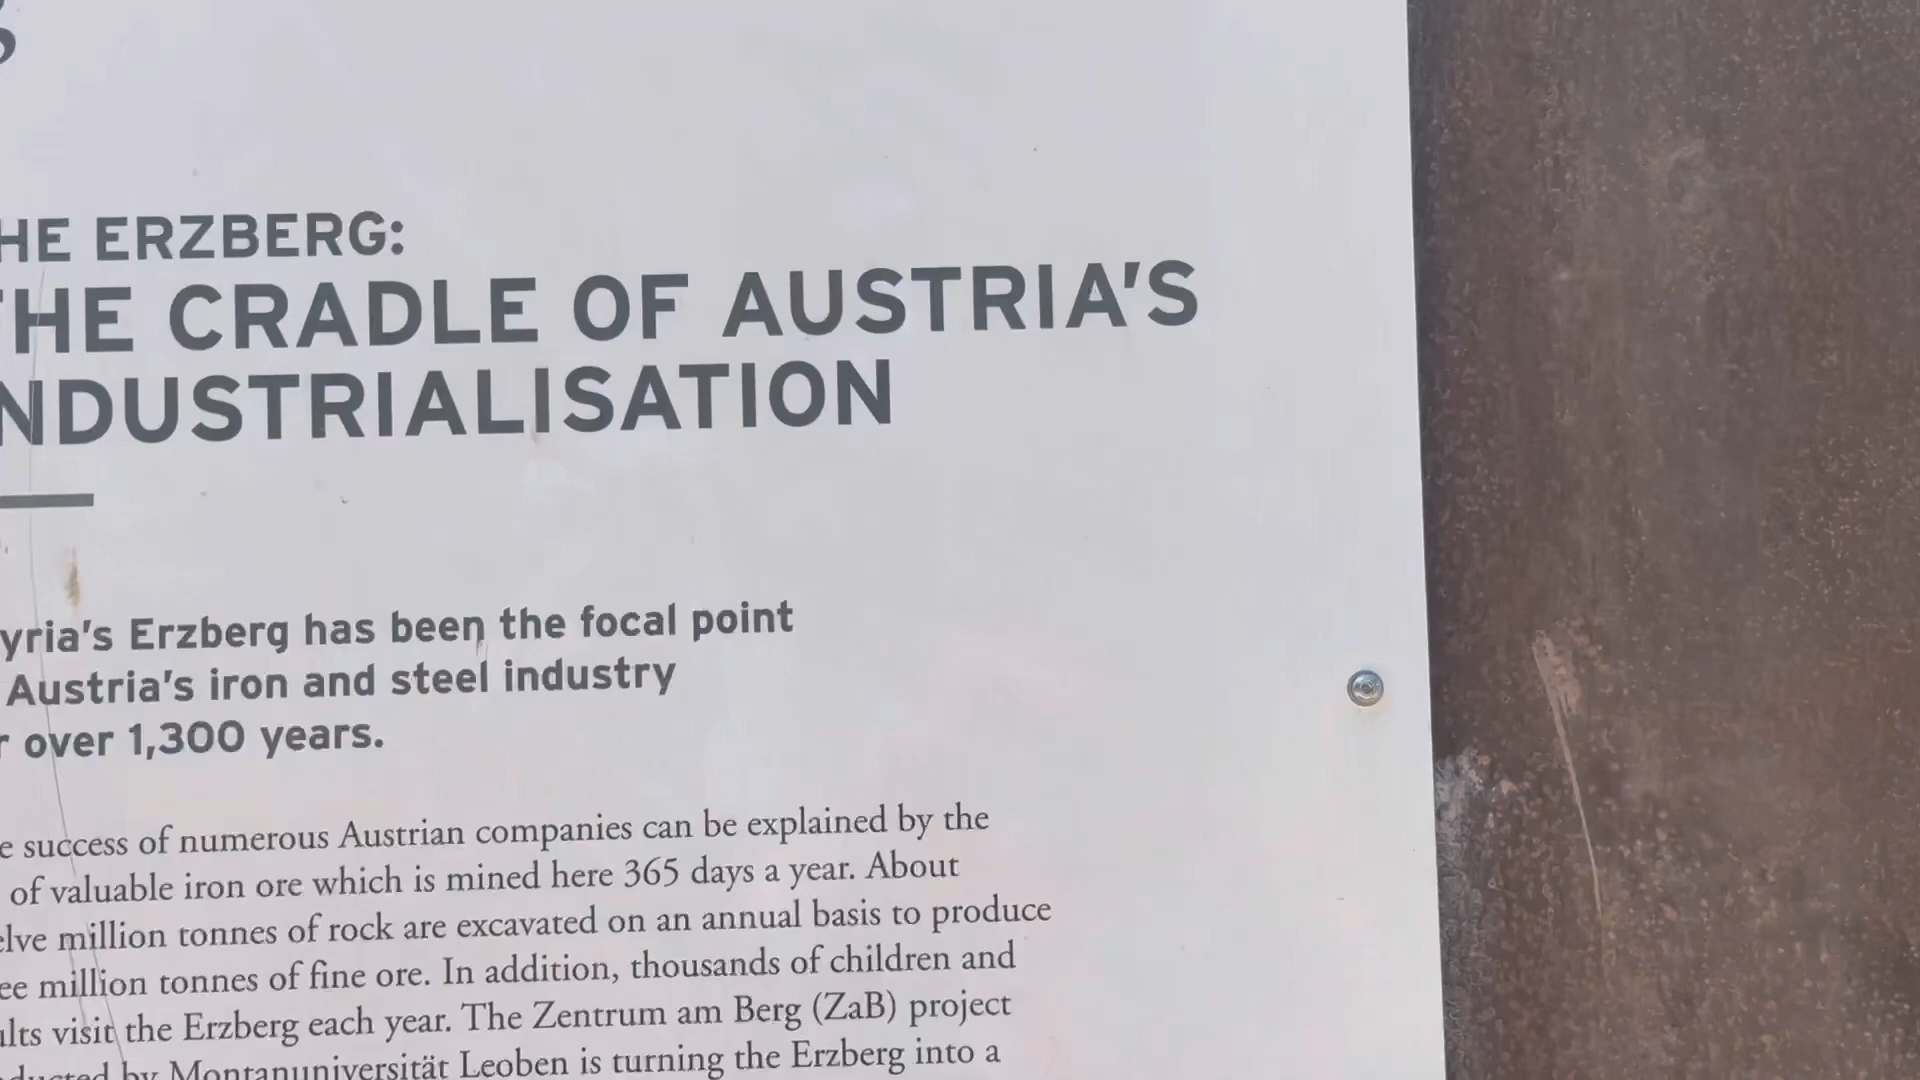 HE ERZBERG:
THE CRADLE OF AUSTRIA'S
NDUSTRIALISATION
yria's Erzberg has been the focal point
Austria's iron and steel industry
r over 1,300 years.
e success of numerous Austrian companies can be explained by the
of valuable iron ore which is mined here 365 days a year. About
elve million tonnes of rock are excavated on an annual basis to produce
ee million tonnes of fine ore. In addition, thousands of children and
ults visit the Erzberg each year. The Zentrum am Berg (ZaB) project
ducted by Montanuniversität Leoben is turning the Erzberg into a